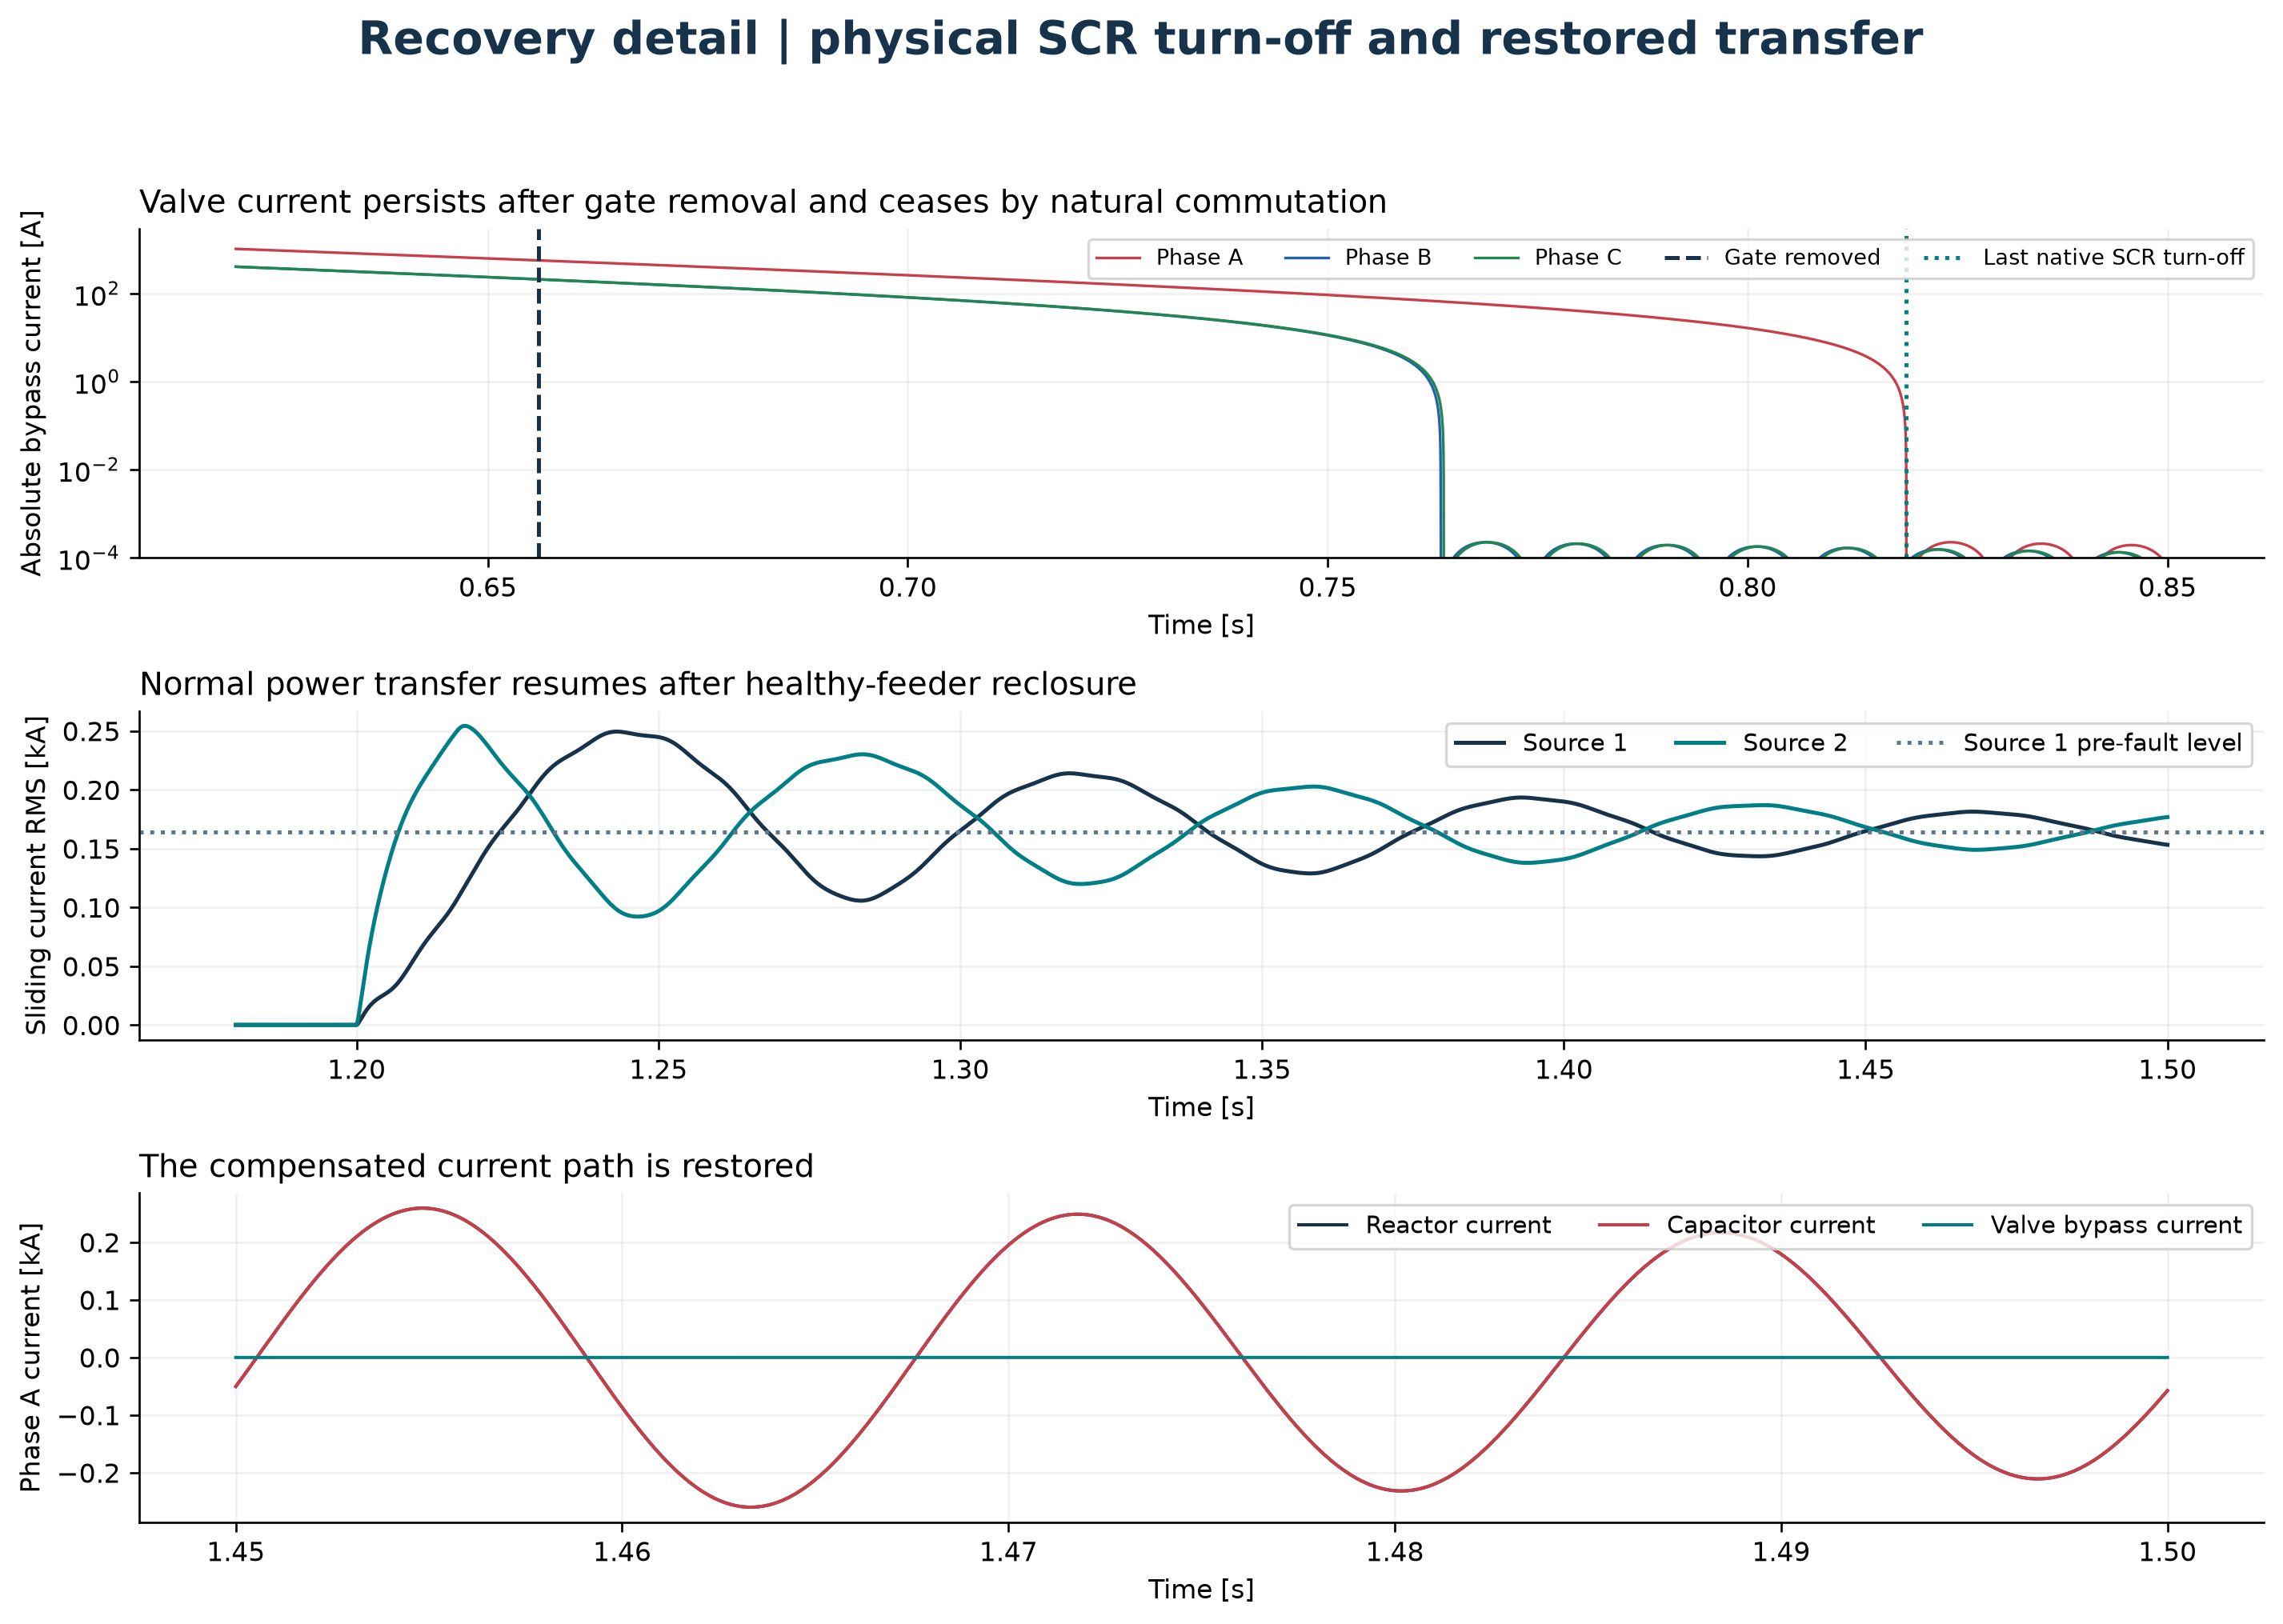 Recovery detail | physical SCR turn-off and restored transfer
Valve current persists after gate removal and ceases by natural commutation
Absolute bypass current [A]
Phase A
Phase B
Phase C
Gate removed
Last native SCR turn-off
10²
10⁰
10⁻²
10⁻⁴
0.65 0.70 0.75 0.80 0.85
Time [s]
Normal power transfer resumes after healthy-feeder reclosure
Sliding current RMS [kA]
Source 1
Source 2
Source 1 pre-fault level
0.25
0.20
0.15
0.10
0.05
0.00
1.20 1.25 1.30 1.35 1.40 1.45 1.50
Time [s]
The compensated current path is restored
Phase A current [kA]
Reactor current
Capacitor current
Valve bypass current
0.2
0.1
0.0
−0.1
−0.2
1.45 1.46 1.47 1.48 1.49 1.50
Time [s]